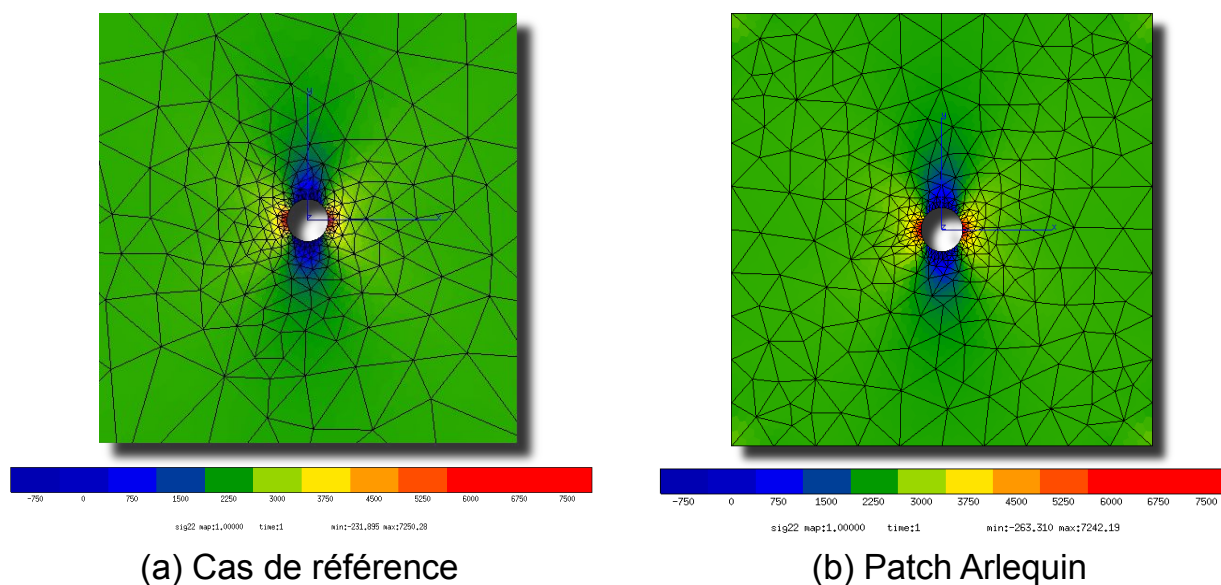 y
x
z
-750 0 750 1500 2250 3000 3750 4500 5250 6000 6750 7500
sig22 map:1.00000 time:1 min:-231.895 max:7250.28
(a) Cas de référence
y
x
z
-750 0 750 1500 2250 3000 3750 4500 5250 6000 6750 7500
sig22 map:1.00000 time:1 min:-263.310 max:7242.19
(b) Patch Arlequin